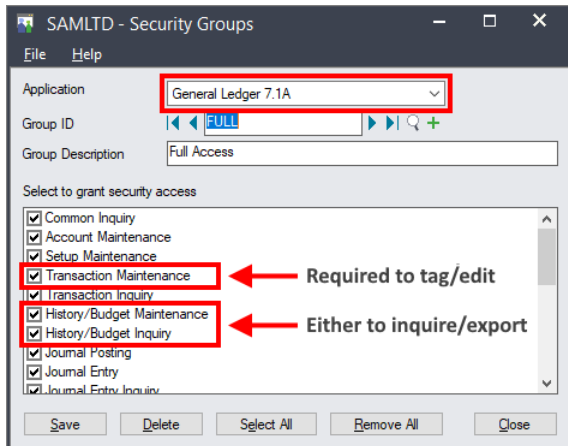 SAMLTD - Security Groups
File Help
Application General Ledger 7.1A
Group ID FULL
Group Description Full Access
Select to grant security access
Common Inquiry
Account Maintenance
Setup Maintenance
Transaction Maintenance Required to tag/edit
Transaction Inquiry
History/Budget Maintenance
History/Budget Inquiry Either to inquire/export
Journal Posting
Journal Entry
Journal Entry Inquiry
Save Delete Select All Remove All Close